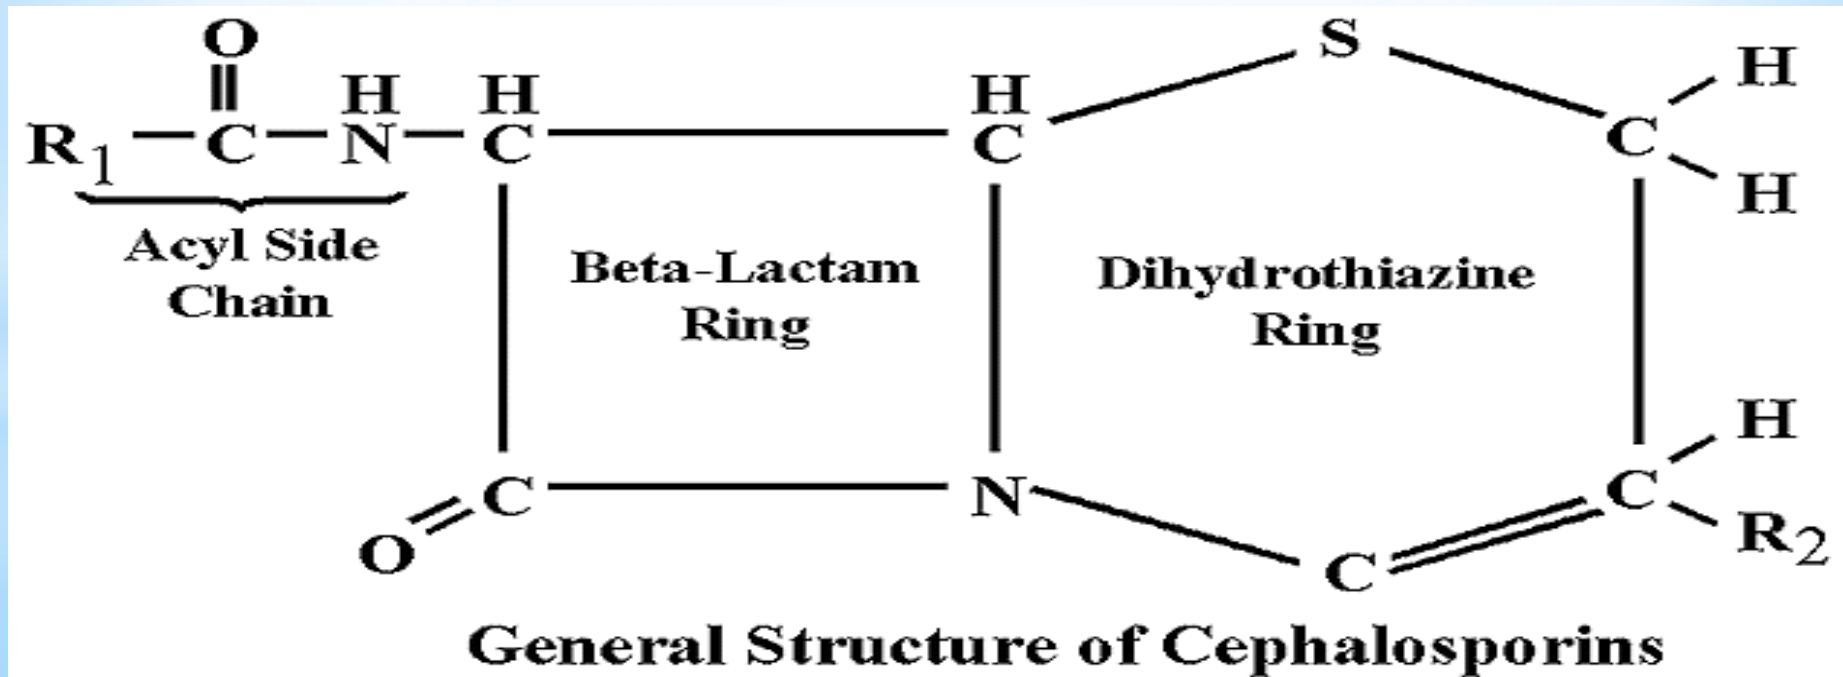 O
H H H S H
R1 C N C C C
H
Acyl Side
Chain
Beta-Lactam
Ring
Dihydrothiazine
Ring
H
C N C
O R2
C
General Structure of Cephalosporins